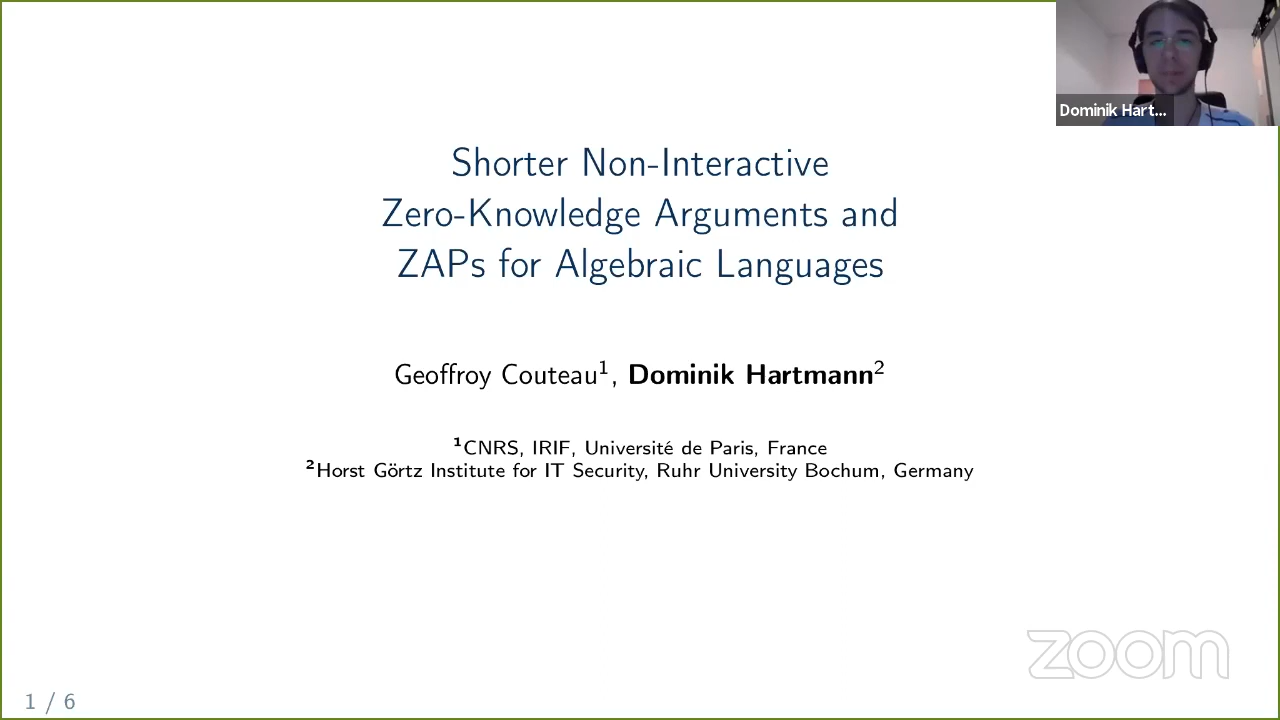 Dominik Hart...
Shorter Non-Interactive
Zero-Knowledge Arguments and
ZAPs for Algebraic Languages
Geoffroy Couteau¹, Dominik Hartmann²
¹CNRS, IRIF, Université de Paris, France
²Horst Görtz Institute for IT Security, Ruhr University Bochum, Germany
zoom
1 / 6